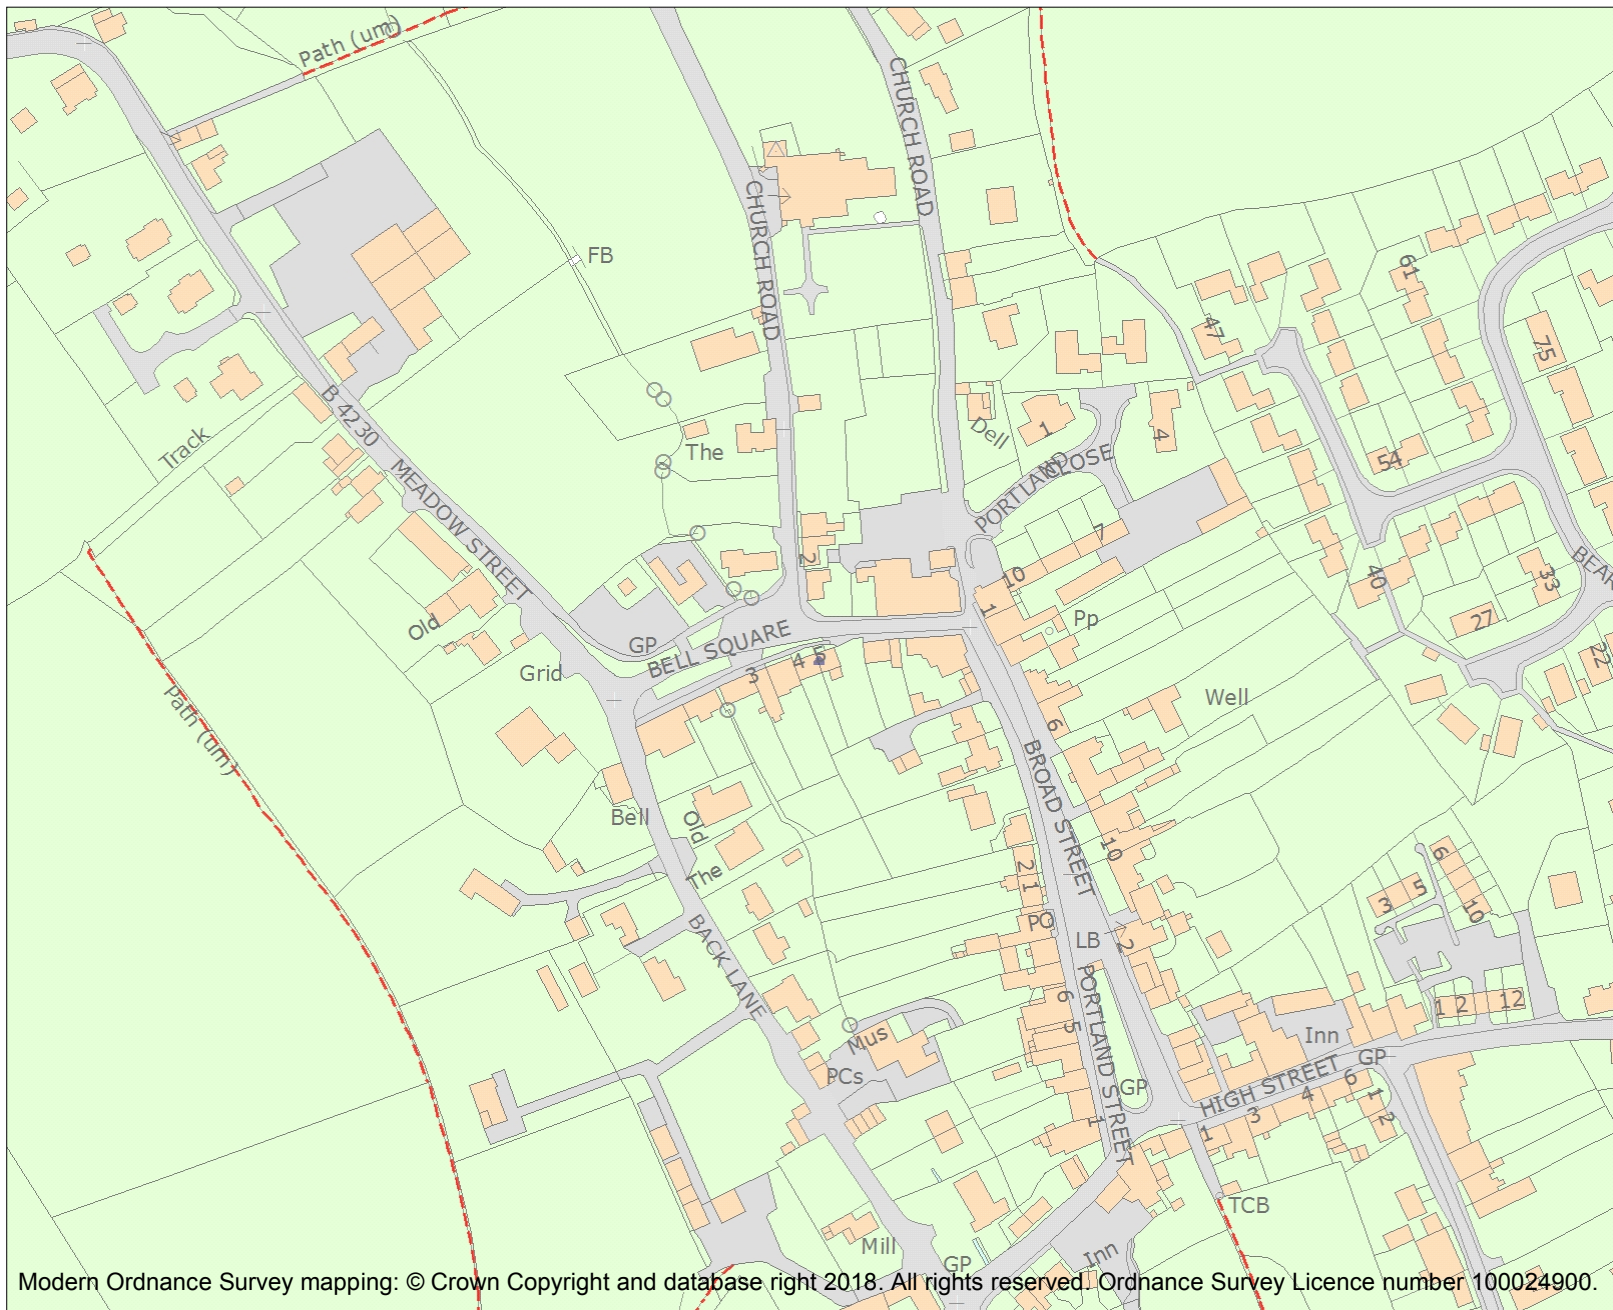 Path (um)
CHURCH ROAD
CHURCH ROAD
FB
61
47
75
B 4230
Track
The
Dell
1
CLOSE
4
54
MEADOW STREET
PORTLAND
7
2
10
40
33
BEAR
Old
GP
BELL SQUARE
1
Pp
27
22
Grid
3
4
5
Path (um)
Well
6
BROAD STREET
Bell
Old
10
The
2
1
6
5
3
10
BACK LANE
PO
LB
2
PORTLAND STREET
6
5
1
2
12
Mus
Inn
PCs
GP
GP
HIGH STREET
6
4
3
1
1
2
1
TCB
Mill
GP
Inn
Modern Ordnance Survey mapping: © Crown Copyright and database right 2018. All rights reserved. Ordnance Survey Licence number 100024900.